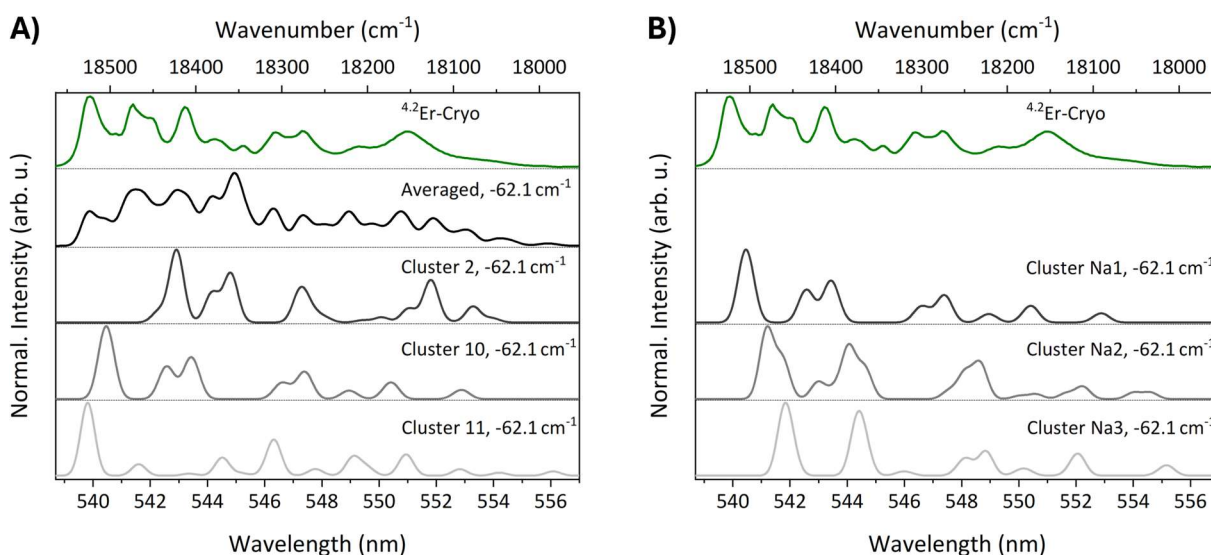 A)
Wavenumber (cm⁻¹)
18500 18400 18300 18200 18100 18000
Normal. Intensity (arb. u.)
⁴·²Er-Cryo
Averaged, -62.1 cm⁻¹
Cluster 2, -62.1 cm⁻¹
Cluster 10, -62.1 cm⁻¹
Cluster 11, -62.1 cm⁻¹
540 542 544 546 548 550 552 554 556
Wavelength (nm)
B)
Wavenumber (cm⁻¹)
18500 18400 18300 18200 18100 18000
Normal. Intensity (arb. u.)
⁴·²Er-Cryo
Cluster Na1, -62.1 cm⁻¹
Cluster Na2, -62.1 cm⁻¹
Cluster Na3, -62.1 cm⁻¹
540 542 544 546 548 550 552 554 556
Wavelength (nm)